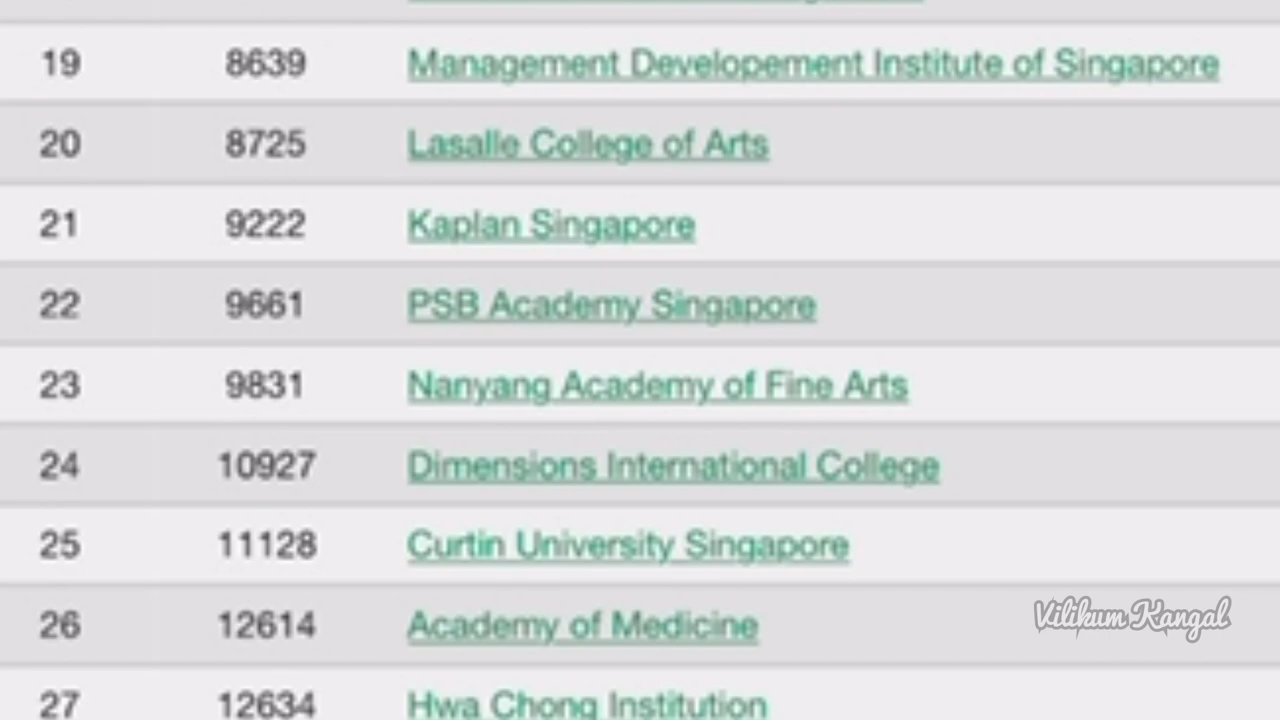 19 8639 Management Developement Institute of Singapore
20 8725 Lasalle College of Arts
21 9222 Kaplan Singapore
22 9661 PSB Academy Singapore
23 9831 Nanyang Academy of Fine Arts
24 10927 Dimensions International College
25 11128 Curtin University Singapore
26 12614 Academy of Medicine
Vilikum Kangal
27 12634 Hwa Chong Institution